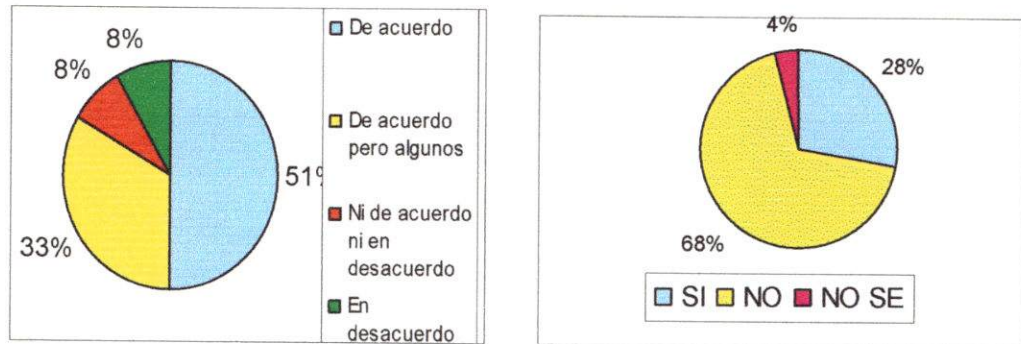 8%
8%
33%
51%
De acuerdo
De acuerdo
pero algunos
Ni de acuerdo
ni en
desacuerdo
En
desacuerdo
4%
28%
68%
SI NO NO SE